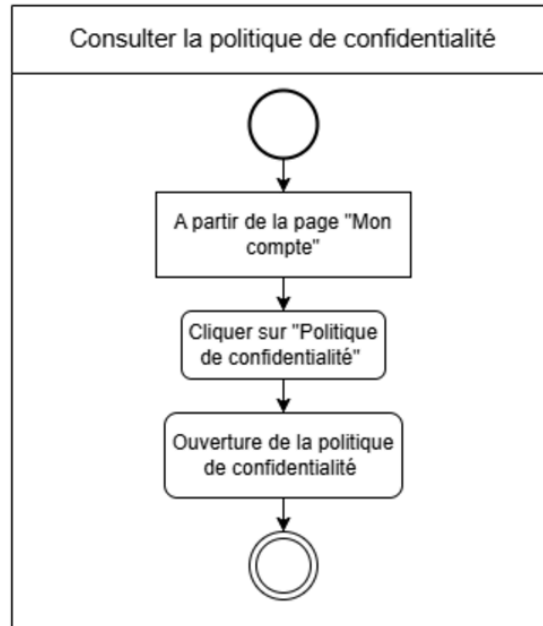 Consulter la politique de confidentialité
A partir de la page "Mon
compte"
Cliquer sur "Politique
de confidentialité"
Ouverture de la politique
de confidentialité